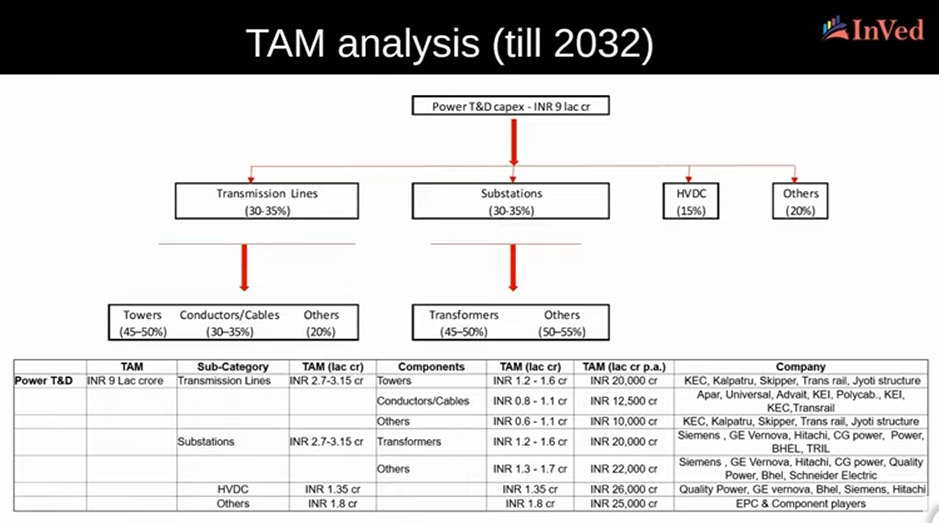 InVed
TAM analysis (till 2032)
Power T&D capex - INR 9 lac cr
Transmission Lines
(30-35%)
Substations
(30-35%)
HVDC
(15%)
Others
(20%)
Towers Conductors/Cables Others
(45–50%) (30–35%) (20%)
Transformers Others
(45-50%) (50–55%)
TAM Sub-Category TAM (lac cr) Components TAM (lac cr) TAM (lac cr p.a.) Company
Power T&D INR 9 Lac crore Transmission Lines INR 2.7-3.15 cr Towers INR 1.2 - 1.6 cr INR 20,000 cr KEC, Kalpatru, Skipper, Trans rail, Jyoti structure
Conductors/Cables INR 0.8 - 1.1 cr INR 12,500 cr Apar, Universal, Advait, KEI, Polycab., KEI,
KEC,Transrail
Others INR 0.6 - 1.1 cr INR 10,000 cr KEC, Kalpatru, Skipper, Trans rail, Jyoti structure
Substations INR 2.7-3.15 cr Transformers INR 1.2 - 1.6 cr INR 20,000 cr Siemens , GE Vernova, Hitachi, CG power, Power,
BHEL, TRIL
Others INR 1.3 - 1.7 cr INR 22,000 cr Siemens , GE Vernova, Hitachi, CG power, Quality
Power, Bhel, Schneider Electric
HVDC INR 1.35 cr INR 1.35 cr INR 26,000 cr Quality Power, GE vernova, Bhel, Siemens, Hitachi
Others INR 1.8 cr INR 1.8 cr INR 25,000 cr EPC & Component players